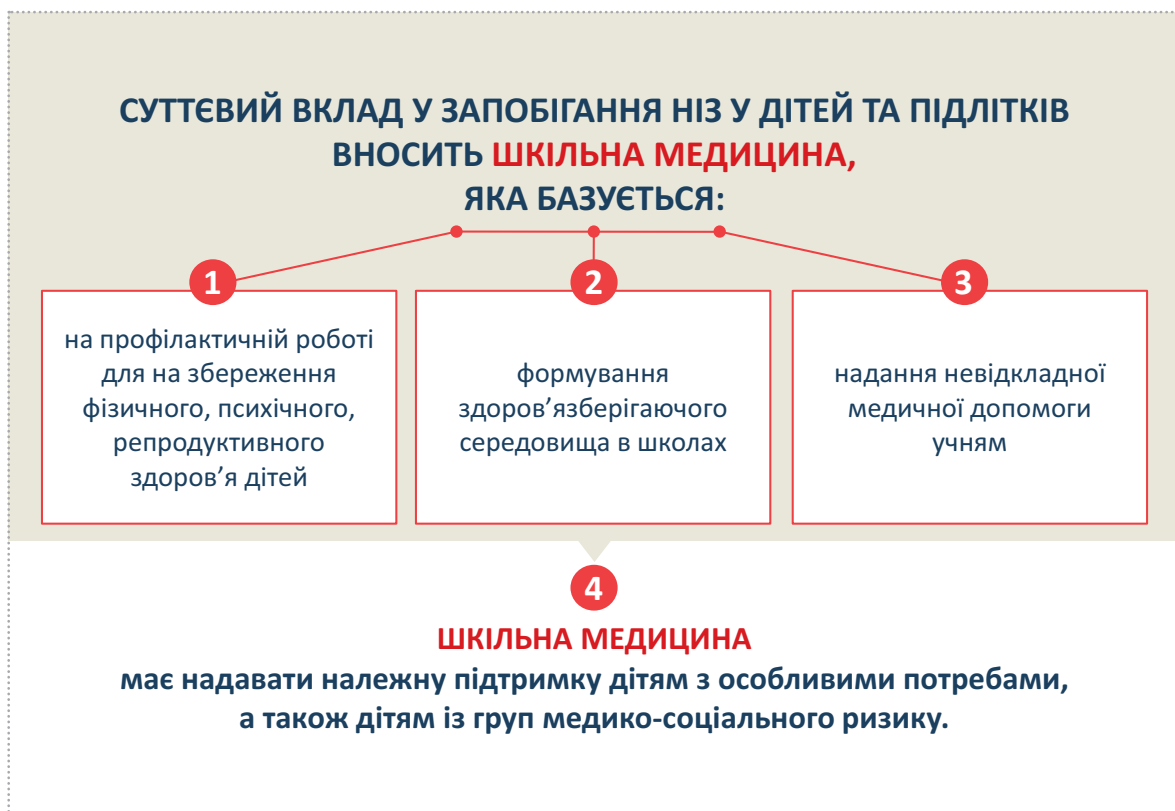 СУТТЄВИЙ ВКЛАД У ЗАПОБІГАННЯ НІЗ У ДІТЕЙ ТА ПІДЛІТКІВ
ВНОСИТЬ ШКІЛЬНА МЕДИЦИНА,
ЯКА БАЗУЄТЬСЯ:
1
на профілактичній роботі
для на збереження
фізичного, психічного,
репродуктивного
здоров’я дітей
2
формування
здоров’язберігаючого
середовища в школах
3
надання невідкладної
медичної допомоги
учням
4
ШКІЛЬНА МЕДИЦИНА
має надавати належну підтримку дітям з особливими потребами,
а також дітям із груп медико-соціального ризику.